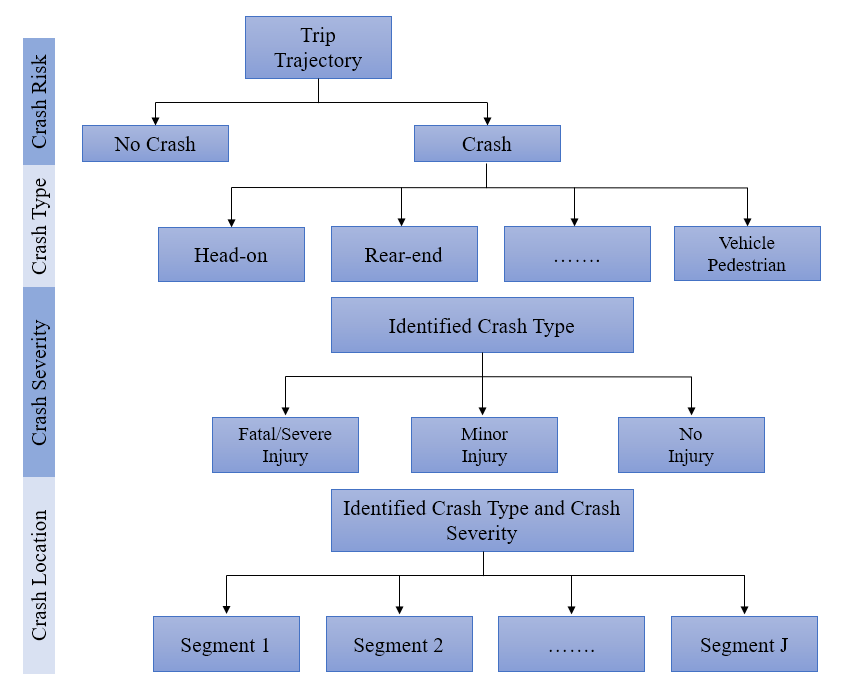 Trip
Trajectory
Crash Risk
No Crash
Crash
Crash Type
Head-on
Rear-end
…….
Vehicle
Pedestrian
Crash Severity
Identified Crash Type
Fatal/Severe
Injury
Minor
Injury
No
Injury
Crash Location
Identified Crash Type and Crash
Severity
Segment 1
Segment 2
…….
Segment J